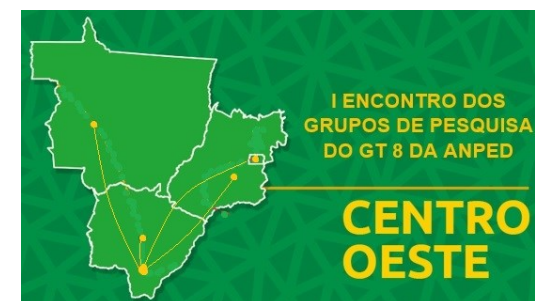 I ENCONTRO DOS
GRUPOS DE PESQUISA
DO GT 8 DA ANPED
CENTRO
OESTE